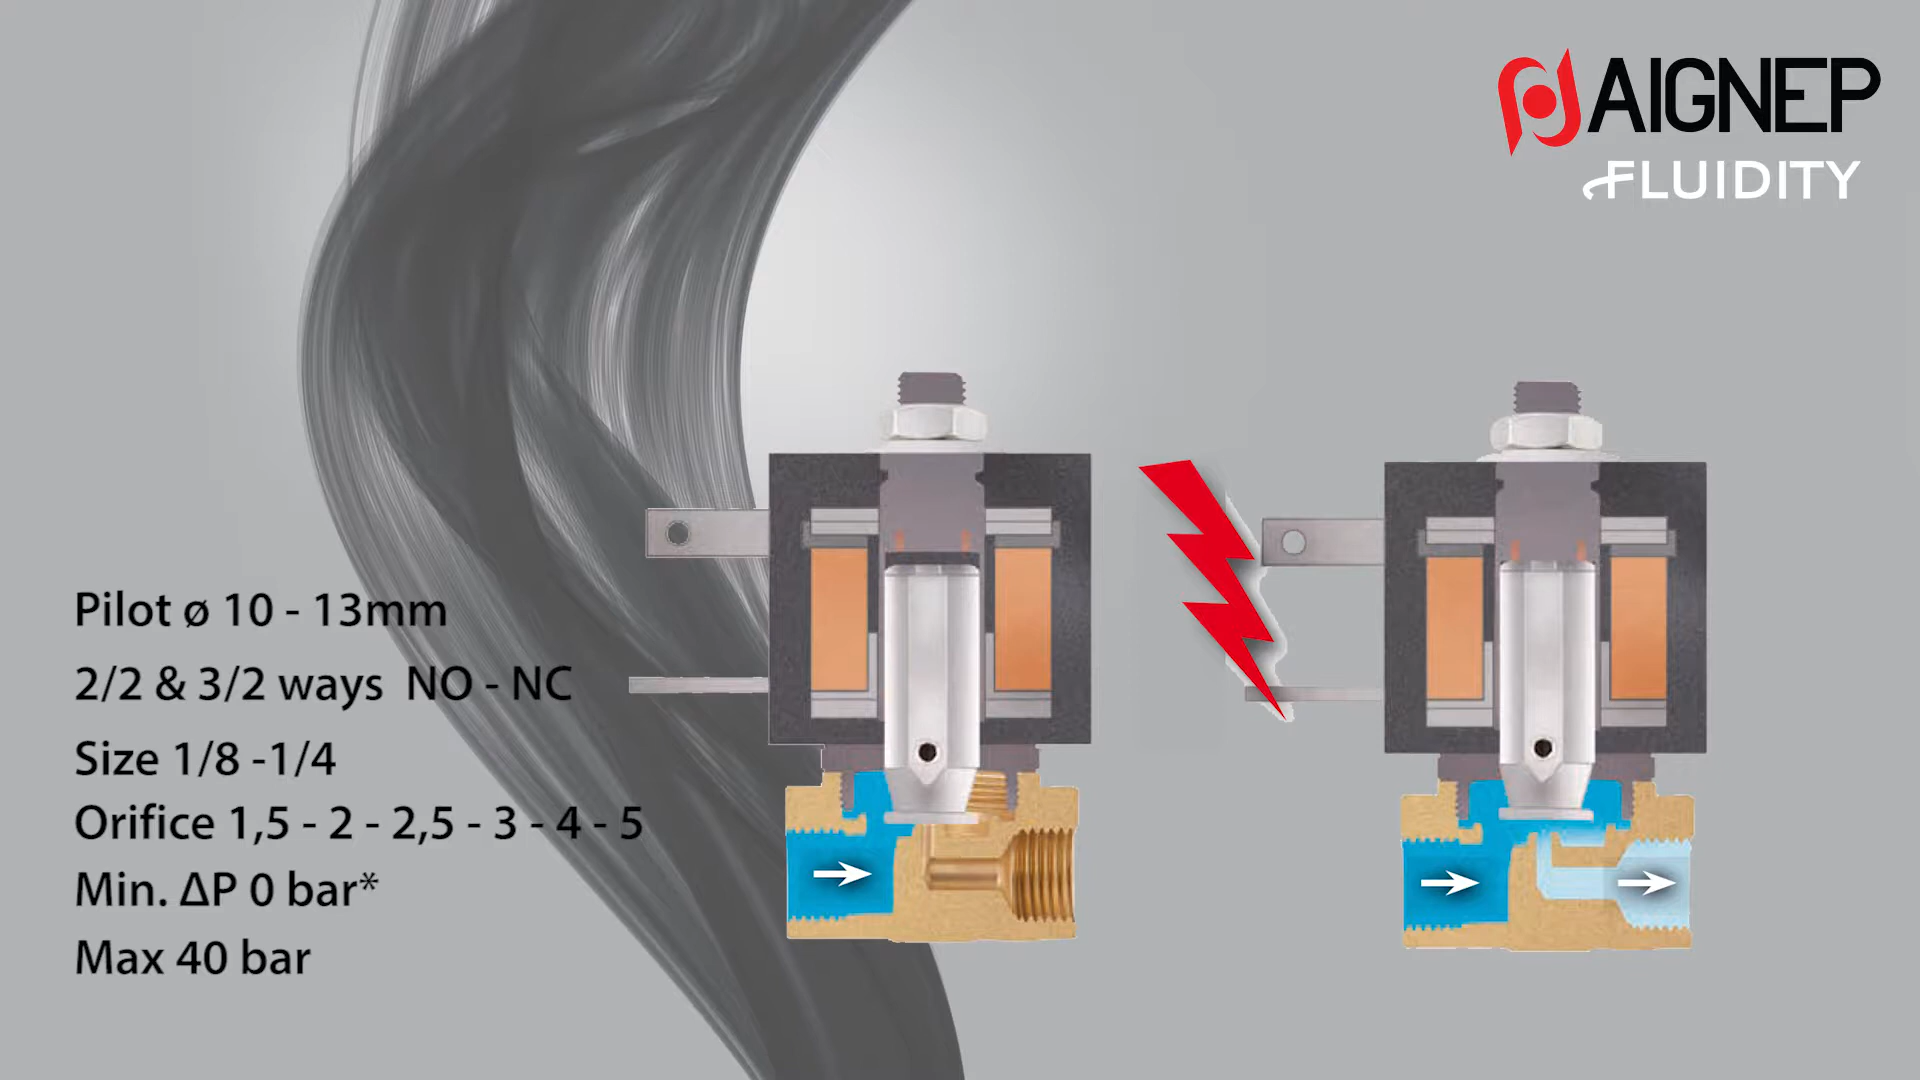 AIGNEP
FLUIDITY
Pilot ø 10 - 13mm
2/2 & 3/2 ways NO - NC
Size 1/8 -1/4
Orifice 1,5 - 2 - 2,5 - 3 - 4 - 5
Min. ΔP 0 bar*
Max 40 bar